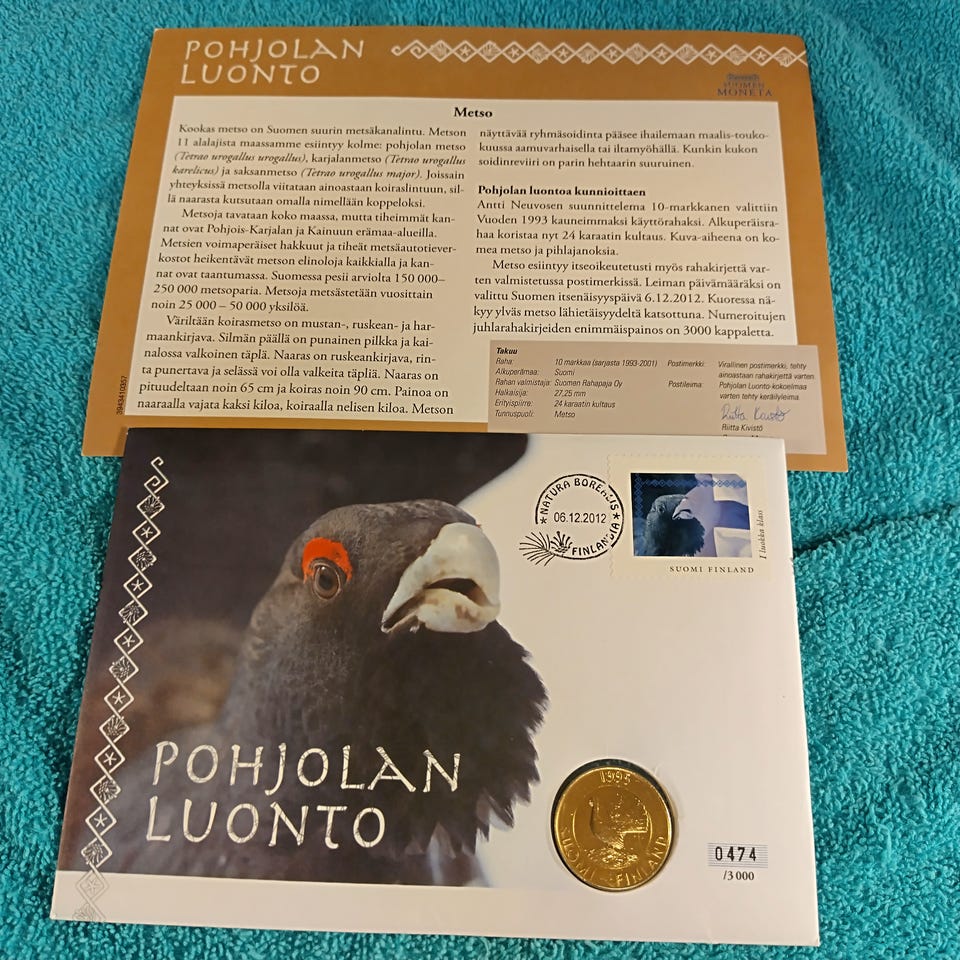 POHJOLAN
LUONTO
SUOMEN
MONETA
Metso
Kookas metso on Suomen suurin metsäkanalintu. Metson
11 alalajista maassamme esiintyy kolme: pohjolan metso
(Tetrao urogallus urogallus), karjalanmetso (Tetrao urogallus
karelicus) ja saksanmetso (Tetrao urogallus major). Joissain
yhteyksissä metsolla viitataan ainoastaan koiraslintuun, sil-
lä naarasta kutsutaan omalla nimellään koppeloksi.
Metsoja tavataan koko maassa, mutta tiheimmät kan-
nat ovat Pohjois-Karjalan ja Kainuun erämaa-alueilla.
Metsien voimaperäiset hakkuut ja tiheät metsäautotiever-
kostot heikentävät metson elinoloja kaikkialla ja kan-
nat ovat taantumassa. Suomessa pesii arviolta 150 000–
250 000 metsoparia. Metsoja metsästetään vuosittain
noin 25 000 – 50 000 yksilöä.
Väriltään koirasmetso on mustan-, ruskean- ja har-
maankirjava. Silmän päällä on punainen pilkka ja kai-
nalossa valkoinen täplä. Naaras on ruskeankirjava, rin-
ta punertava ja selässä voi olla valkeita täpliä. Naaras on
pituudeltaan noin 65 cm ja koiras noin 90 cm. Painoa on
naaraalla vajata kaksi kiloa, koiraalla nelisen kiloa. Metson
näyttävää ryhmäsoidinta pääsee ihailemaan maalis-touko-
kuussa aamuvarhaisella tai iltamyöhällä. Kunkin kukon
soidinreviiri on parin hehtaarin suuruinen.
Pohjolan luontoa kunnioittaen
Antti Neuvosen suunnittelema 10-markkanen valittiin
Vuoden 1993 kauneimmaksi käyttörahaksi. Alkuperäisra-
haa koristaa nyt 24 karaatin kultaus. Kuva-aiheena on ko-
mea metso ja pihlajanoksia.
Metso esiintyy itseoikeutetusti myös rahakirjettä var-
ten valmistetussa postimerkissä. Leiman päivämääräksi on
valittu Suomen itsenäisyyspäivä 6.12.2012. Kuoressa nä-
kyy ylväs metso lähietäisyydeltä katsottuna. Numeroitujen
juhlarahakirjeiden enimmäispainos on 3000 kappaletta.
Takuu
Raha: 10 markkaa (sarjasta 1993-2001)
Alkuperämaa: Suomi
Rahan valmistaja: Suomen Rahapaja Oy
Halkaisija: 27,25 mm
Erityispiirre: 24 karaatin kultaus
Tunnuspuoli: Metso
Postimerkki: Virallinen postimerkki, tehty
ainoastaan rahakirjettä varten
Postileima: Pohjolan Luonto-kokoelmaa
varten tehty keräilyleima.
Riitta Kivistö
Riitta Kivistö
3943410357
NATURA BOREALIS
06.12.2012
FINLANDIA
I luokka klass
SUOMI FINLAND
POHJOLAN
LUONTO
1995
SUOMI - FINLAND
0474
/3 000